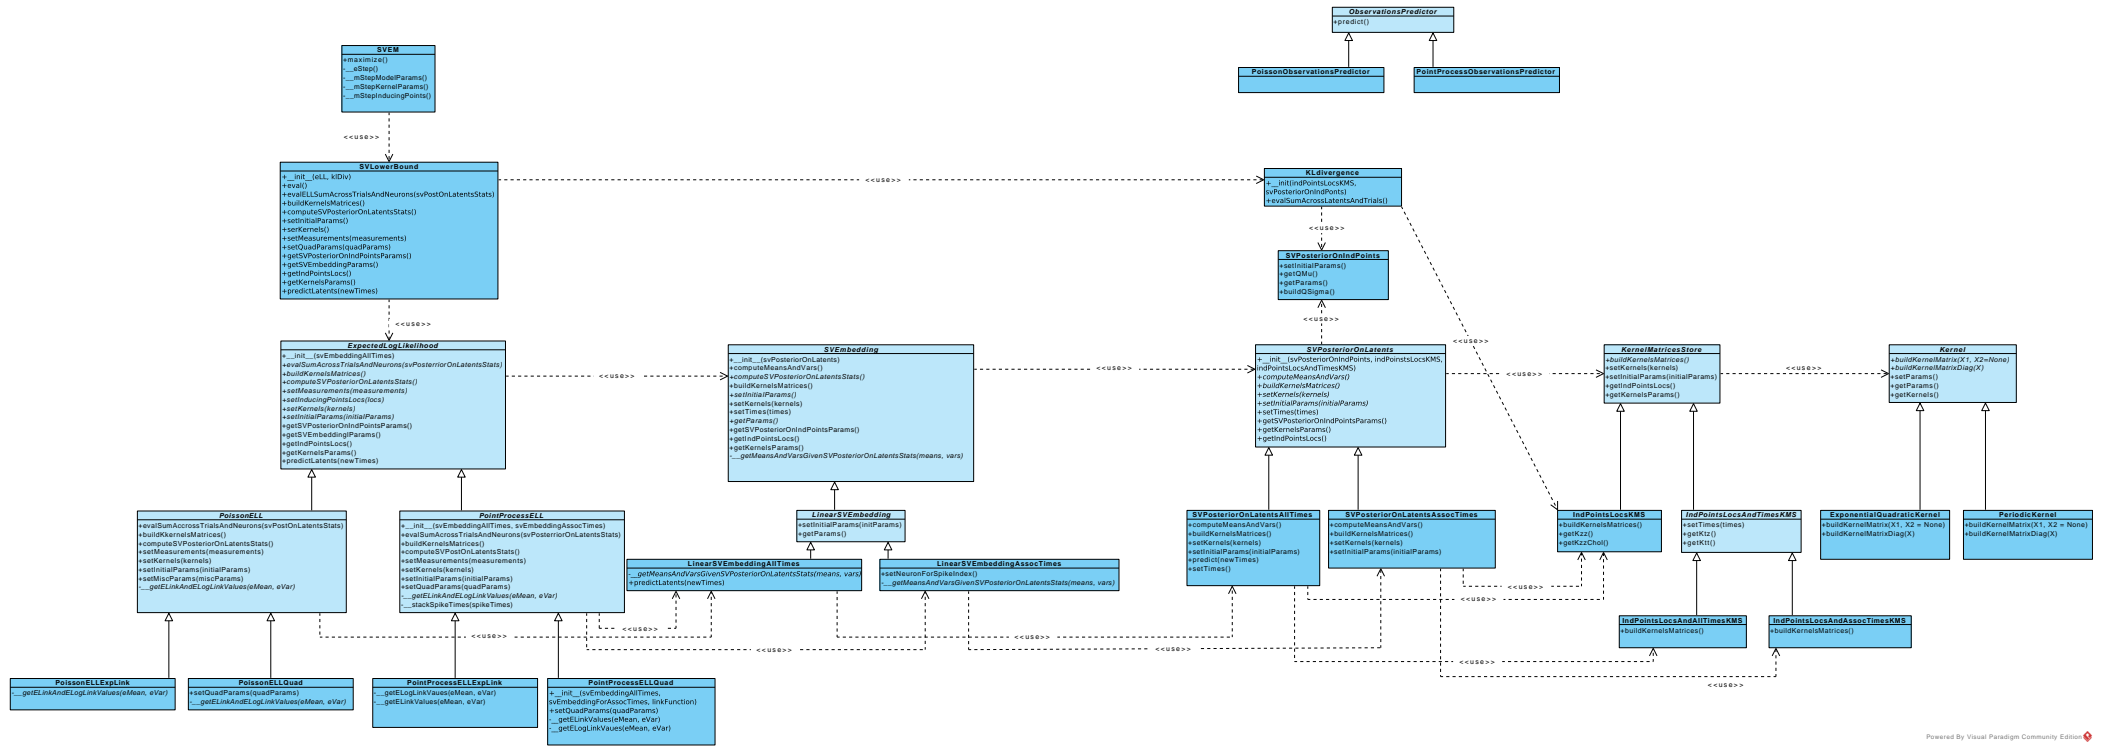 ObservationsPredictor
+predict()
PoissonObservationsPredictor
PointProcessObservationsPredictor
SVEM
+maximize()
-__eStep()
-__mStepModelParams()
-__mStepKernelParams()
-__mStepInducingPoints()
<<use>>
SVLowerBound
+__init__(eLL, klDiv)
+eval()
+evalELLSumAcrossTrialsAndNeurons(svPostOnLatentsStats)
+buildKernelsMatrices()
+computeSVPosteriorOnLatentsStats()
+setInitialParams()
+serKernels()
+setMeasurements(measurements)
+setQuadParams(quadParams)
+getSVPosteriorOnIndPointsParams()
+getSVEmbeddingParams()
+getIndPointsLocs()
+getKernelsParams()
+predictLatents(newTimes)
<<use>>
KLdivergence
+__init(indPointsLocsKMS,
svPosteriorOnIndPonts)
+evalSumAcrossLatentsAndTrials()
<<use>>
SVPosteriorOnIndPoints
+setInitialParams()
+getQMu()
+getParams()
+buildQSigma()
<<use>>
<<use>>
<<use>>
ExpectedLogLikelihood
+__init__(svEmbeddingAllTimes)
+evalSumAcrossTrialsAndNeurons(svPosteriorOnLatentsStats)
+buildKernelsMatrices()
+computeSVPosteriorOnLatentsStats()
+setMeasurements(measurements)
+setInducingPointsLocs(locs)
+setKernels(kernels)
+setInitialParams(initialParams)
+getSVPosteriorOnIndPointsParams()
+getSVEmbeddiglParams()
+getIndPointsLocs()
+getKernelsParams()
+predictLatents(newTimes)
<<use>>
SVEmbedding
+__init__(svPosteriorOnLatents)
+computeMeansAndVars()
+computeSVPosteriorOnLatentsStats()
+buildKernelsMatrices()
+setInitialParams()
+setKernels(kernels)
+setTimes(times)
+getParams()
+getSVPosteriorOnIndPointsParams()
+getIndPointsLocs()
+getKernelsParams()
-__getMeansAndVarsGivenSVPosteriorOnLatentsStats(means, vars)
<<use>>
SVPosteriorOnLatents
+__init__(svPosteriorOnIndPoints, indPoinstsLocsKMS,
indPointsLocsAndTimesKMS)
+computeMeansAndVars()
+buildKernelsMatrices()
+setKernels(kernels)
+setInitialParams(initialParams)
+setTimes(times)
+getSVPosteriorOnIndPointsParams()
+getKernelsParams()
+getIndPointsLocs()
<<use>>
KernelMatricesStore
+buildKernelsMatrices()
+setKernels(kernels)
+setInitialParams(initialParams)
+getIndPointsLocs()
+getKernelsParams()
<<use>>
Kernel
+buildKernelMatrix(X1, X2=None)
+buildKernelMatrixDiag(X)
+setParams()
+getParams()
+getKernels()
PoissonELL
+evalSumAccrossTrialsAndNeurons(svPostOnLatentsStats)
+buildKkernelsMatrices()
+computeSVPosteriorOnLatentsStats()
+setMeasurements(measurements)
+setKernels(kernels)
+setInitialParams(initialParams)
+setMiscParams(miscParams)
-__getELinkAndELogLinkValues(eMean, eVar)
PointProcessELL
+__init__(svEmbeddingAllTimes, svEmbeddingAssocTimes)
+evalSumAcrossTrialsAndNeurons(svPosterriorOnLatentsStats)
+buildKernelsMatrices()
+computeSVPostOnLatentsStats()
+setMeasurements(measurements)
+setKernels(kernels)
+setInitialParams(initialParams)
+setQuadParams(quadParams)
-__getELinkAndELogLinkValues(eMean, eVar)
-__stackSpikeTimes(spikeTimes)
LinearSVEmbedding
+setInitialParams(initParams)
+getParams()
LinearSVEmbeddingAllTimes
-__getMeansAndVarsGivenSVPosteriorOnLatentsStats(means, vars)
+predictLatents(newTimes)
LinearSVEmbeddingAssocTimes
+setNeuronForSpikeIndex()
-__getMeansAndVarsGivenSVPosteriorOnLatentsStats(means, vars)
SVPosteriorOnLatentsAllTimes
+computeMeansAndVars()
+buildKernelsMatrices()
+setKernels(kernels)
+setInitialParams(initialParams)
+predict(newTimes)
+setTimes()
SVPosteriorOnLatentsAssocTimes
+computeMeansAndVars()
+buildKernelsMatrices()
+setKernels(kernels)
+setInitialParams(initialParams)
IndPointsLocsKMS
+buildKernelsMatrices()
+getKzz()
+getKzzChol()
IndPointsLocsAndTimesKMS
+setTimes(times)
+getKtz()
+getKtt()
ExponentialQuadraticKernel
+buildKernelMatrix(X1, X2 = None)
+buildKernelMatrixDiag(X)
PeriodicKernel
+buildKernelMatrix(X1, X2 = None)
+buildKernelMatrixDiag(X)
<<use>>
<<use>>
<<use>>
<<use>>
<<use>>
<<use>>
<<use>>
<<use>>
<<use>>
IndPointsLocsAndAllTimesKMS
+buildKernelsMatrices()
IndPointsLocsAndAssocTimesKMS
+buildKernelsMatrices()
PoissonELLExpLink
-__getELinkAndELogLinkValues(eMean, eVar)
PoissonELLQuad
+setQuadParams(quadParams)
-__getELinkAndELogLinkValues(eMean, eVar)
PointProcessELLExpLink
-__getELogLinkVaues(eMean, eVar)
-__getELinkValues(eMean, eVar)
PointProcessELLQuad
+__init__(svEmbeddingAllTimes,
svEmbeddingForAssocTimes, linkFunction)
+setQuadParams(quadParams)
-__getELinkValues(eMean, eVar)
-__getELogLinkValues(eMean, eVar)
Powered By Visual Paradigm Community Edition